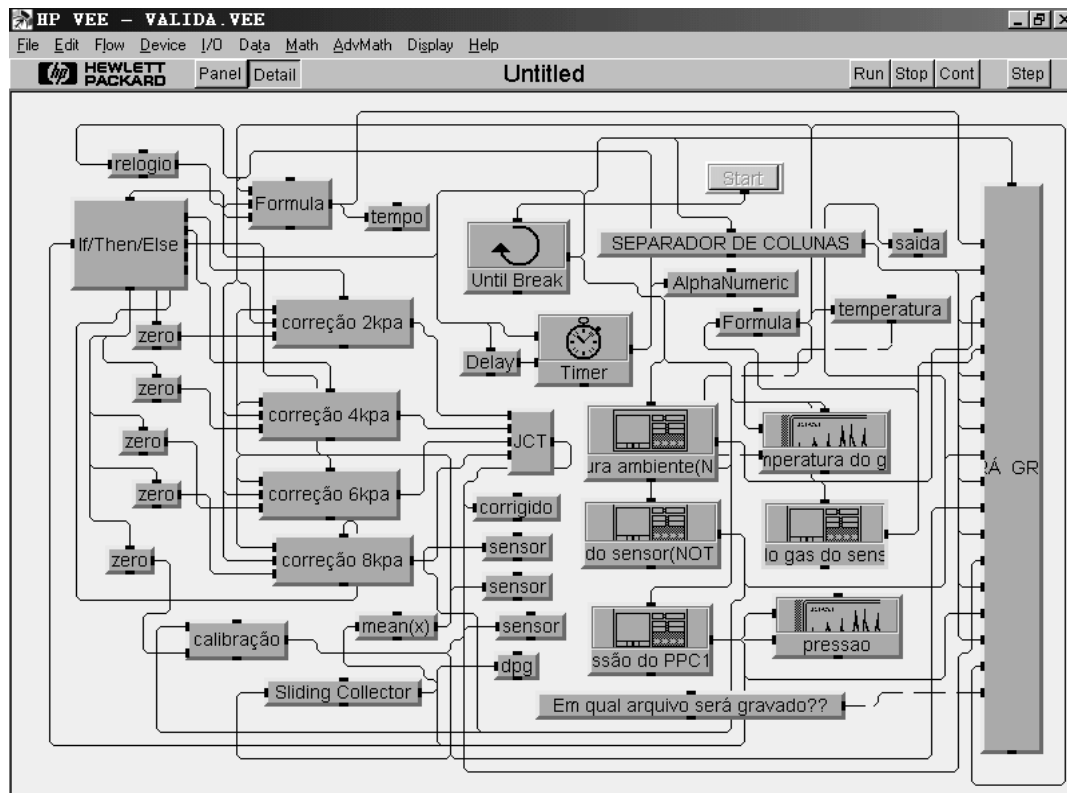 HP VEE – VALIDA.VEE
File Edit Flow Device I/O Data Math AdvMath Display Help
hp HEWLETT PACKARD Panel Detail Untitled Run Stop Cont Step
relogio
Start
Formula
tempo
If/Then/Else
SEPARADOR DE COLUNAS
saida
Until Break
AlphaNumeric
temperatura
correção 2kpa
Formula
zero
Delay
Timer
zero
correção 4kpa
JCT
ura ambiente(N
mperatura do g
zero
RÁ GR
correção 6kpa
zero
corrigido
sensor
do sensor(NOT
lo gas do sens
zero
correção 8kpa
sensor
mean(x)
sensor
calibração
ssão do PPC1
pressao
dpg
Sliding Collector
Em qual arquivo será gravado??